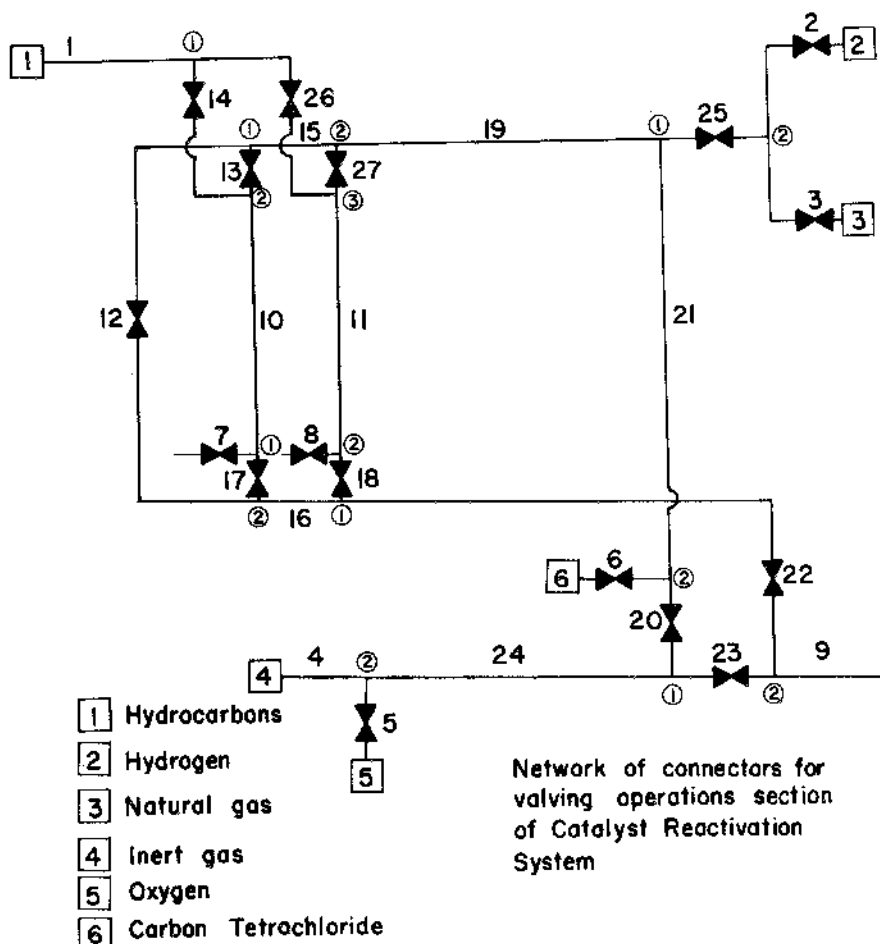 1 ① 2
1 2
14 26 25
① 15 ② 19 ① ②
13 27
② ③ 3
3
12 10 11 21
7 ① 8 ②
17 18
② 16 ①
6 6 ② 22
20
4 4 ② 24 23 9
① ②
5
5
1 Hydrocarbons
2 Hydrogen
3 Natural gas
4 Inert gas
5 Oxygen
6 Carbon Tetrachloride
Network of connectors for
valving operations section
of Catalyst Reactivation
System